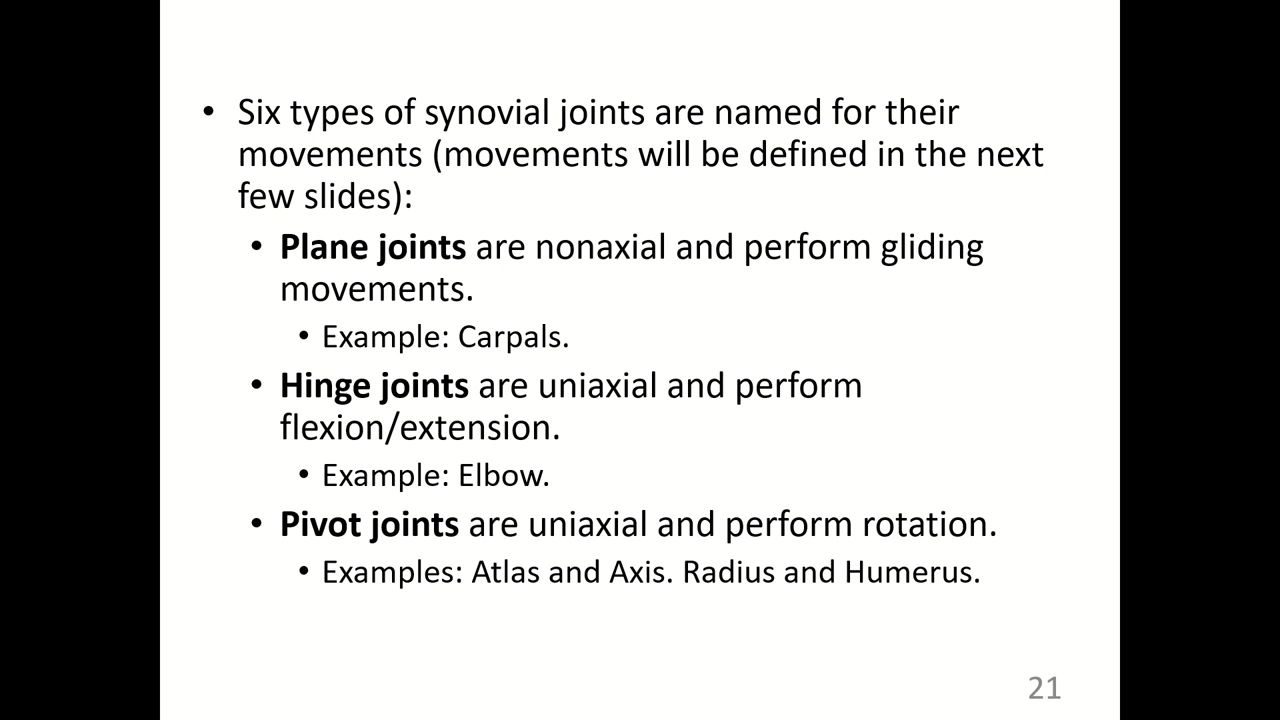 • Six types of synovial joints are named for their
movements (movements will be defined in the next
few slides):
• Plane joints are nonaxial and perform gliding
movements.
• Example: Carpals.
• Hinge joints are uniaxial and perform
flexion/extension.
• Example: Elbow.
• Pivot joints are uniaxial and perform rotation.
• Examples: Atlas and Axis. Radius and Humerus.
21